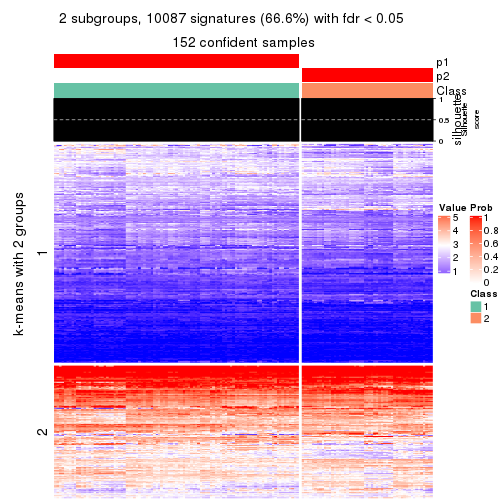 2 subgroups, 10087 signatures (66.6%) with fdr < 0.05
152 confident samples
p1
p2
Class
1
0.5
0
silhouette
Silhouette
score
k-means with 2 groups
1
2
Value
5
4
3
2
1
Prob
1
0.8
0.6
0.4
0.2
0
Class
1
2